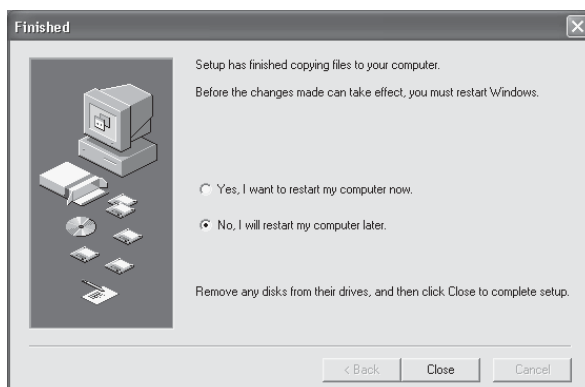 Finished
Setup has finished copying files to your computer.
Before the changes made can take effect, you must restart Windows.
Yes, I want to restart my computer now.
No, I will restart my computer later.
Remove any disks from their drives, and then click Close to complete setup.
< Back
Close
Cancel